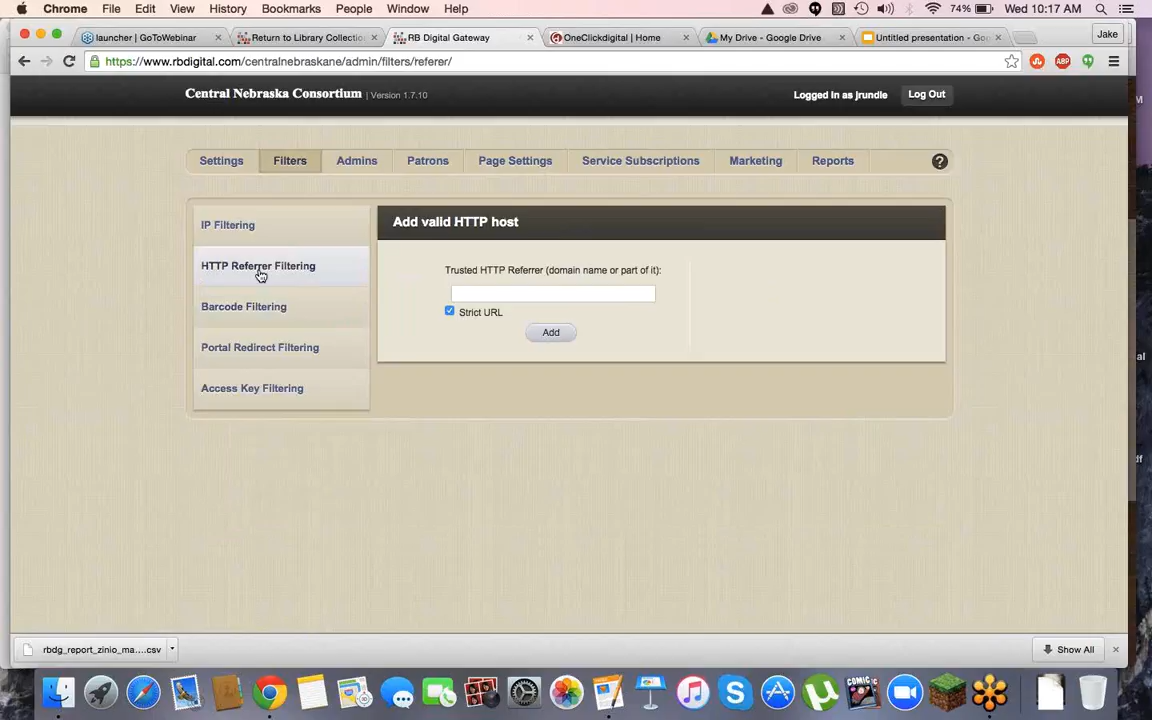 Chrome File Edit View History Bookmarks People Window Help 74% Wed 10:17 AM
launcher | GoToWebinar Return to Library Collectio RB Digital Gateway OneClickdigital | Home My Drive - Google Drive Untitled presentation - Goo Jake
https://www.rbdigital.com/centralnebraskane/admin/filters/referer/ ABP
Central Nebraska Consortium | Version 1.7.10 Logged in as jrundle Log Out
Settings Filters Admins Patrons Page Settings Service Subscriptions Marketing Reports ?
IP Filtering
Add valid HTTP host
HTTP Referrer Filtering
Trusted HTTP Referrer (domain name or part of it):
Strict URL
Barcode Filtering
Add
Portal Redirect Filtering
Access Key Filtering
rbdg_report_zinio_ma....csv Show All